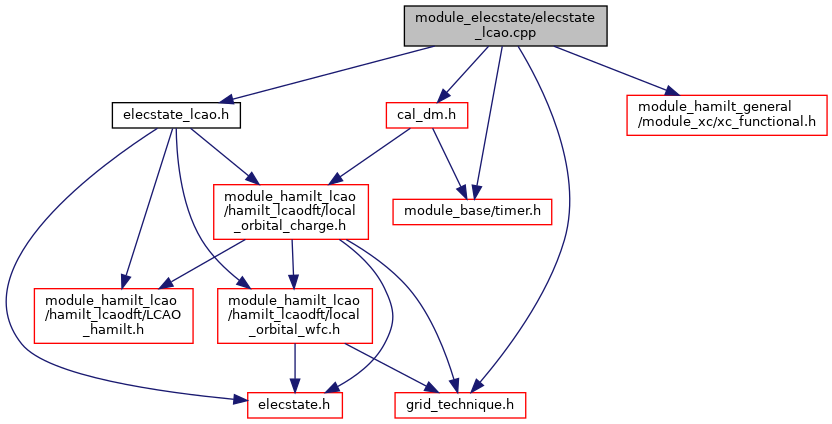 module_elecstate/elecstate
_lcao.cpp
elecstate_lcao.h
cal_dm.h
module_hamilt_general
/module_xc/xc_functional.h
module_hamilt_lcao
/hamilt_lcaodft/local
_orbital_charge.h
module_base/timer.h
module_hamilt_lcao
/hamilt_lcaodft/LCAO
_hamilt.h
module_hamilt_lcao
/hamilt_lcaodft/local
_orbital_wfc.h
elecstate.h
grid_technique.h